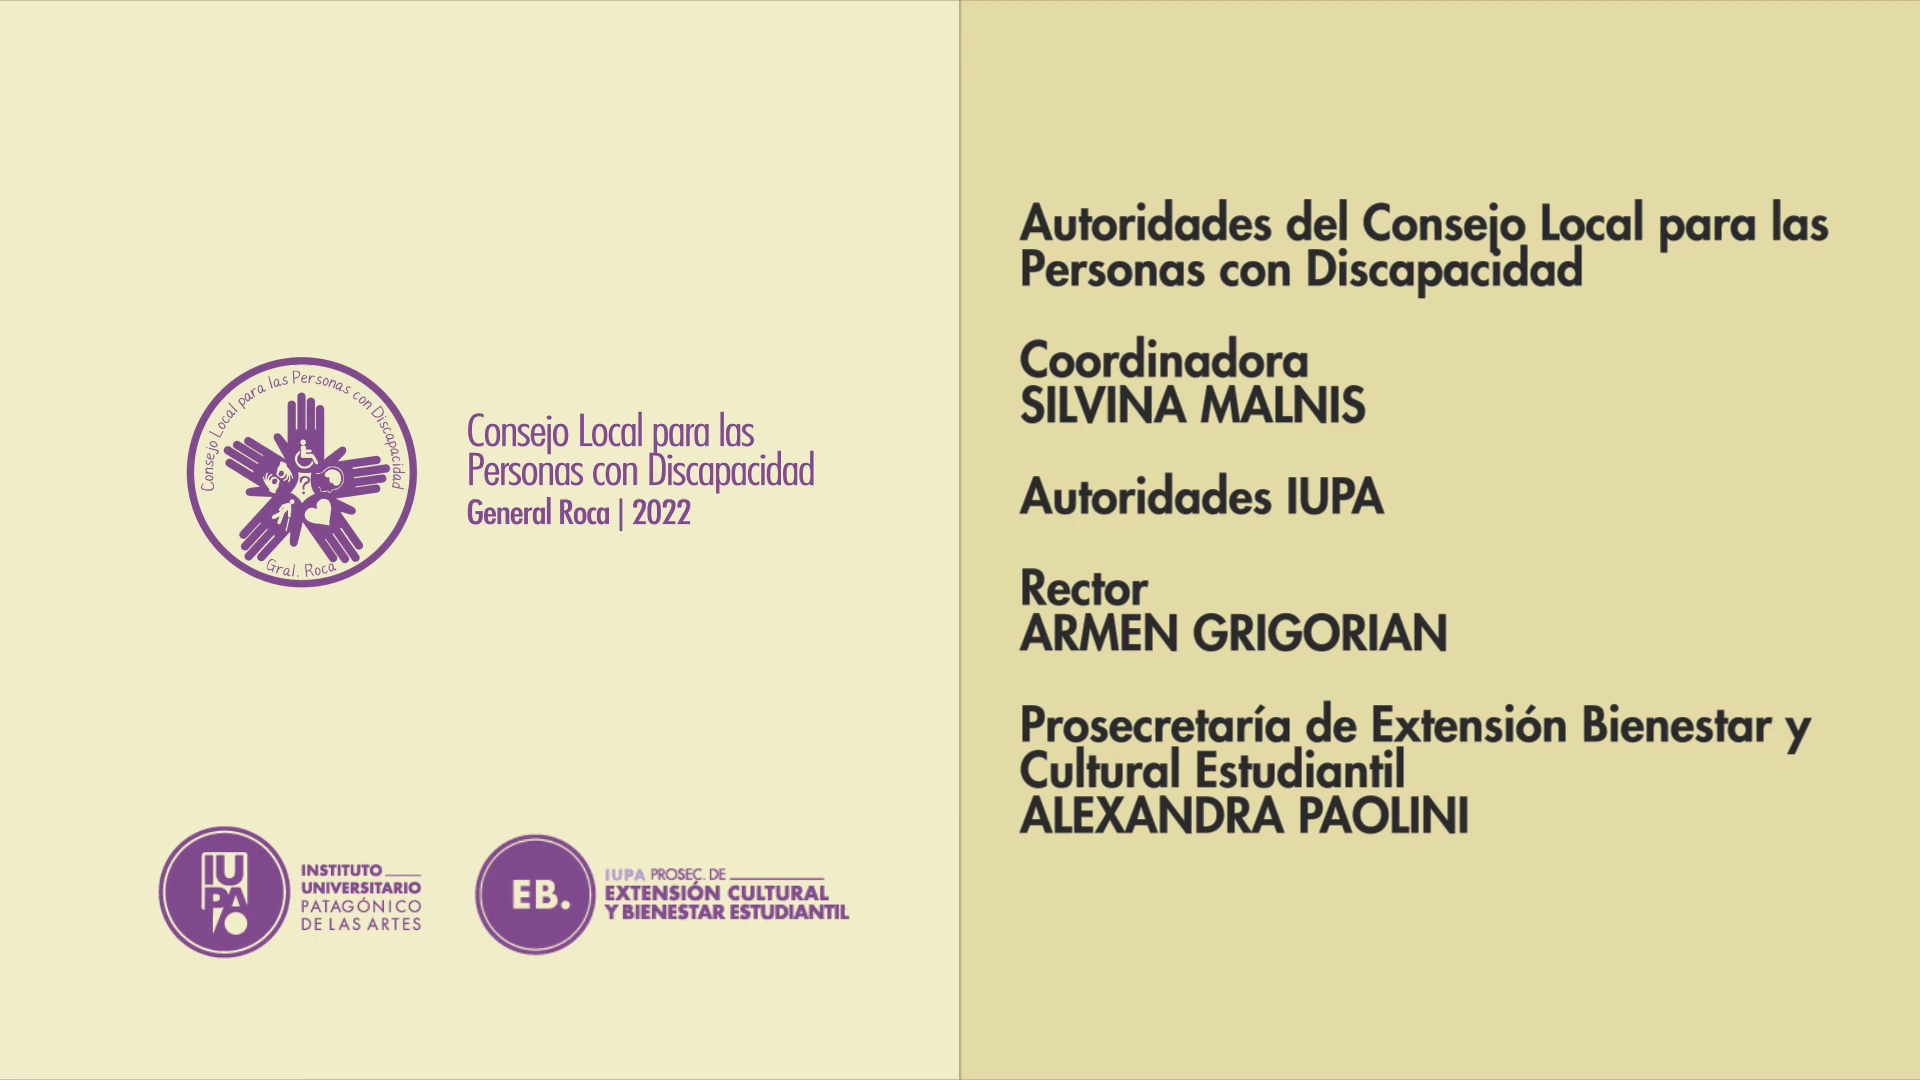 Consejo Local para las Personas con Discapacidad
?
Gral. Roca
Consejo Local para las
Personas con Discapacidad
General Roca | 2022
IU
PA
INSTITUTO
UNIVERSITARIO
PATAGÓNICO
DE LAS ARTES
EB.
IUPA PROSEC. DE
EXTENSIÓN CULTURAL
Y BIENESTAR ESTUDIANTIL
Autoridades del Consejo Local para las
Personas con Discapacidad
Coordinadora
SILVINA MALNIS
Autoridades IUPA
Rector
ARMEN GRIGORIAN
Prosecretaría de Extensión Bienestar y
Cultural Estudiantil
ALEXANDRA PAOLINI